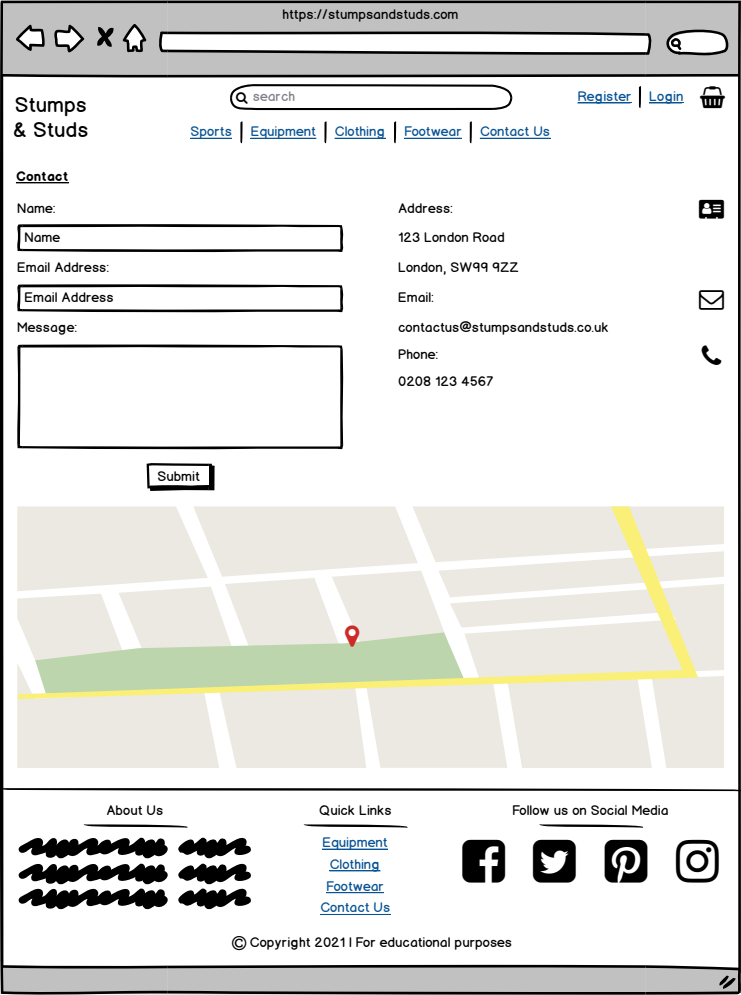 https://stumpsandstuds.com
Stumps
& Studs
search
Register | Login
Sports | Equipment | Clothing | Footwear | Contact Us
Contact
Name:
Name
Email Address:
Email Address
Message:
Submit
Address:
123 London Road
London, SW99 9ZZ
Email:
contactus@stumpsandstuds.co.uk
Phone:
0208 123 4567
About Us
Quick Links
Equipment
Clothing
Footwear
Contact Us
Follow us on Social Media
© Copyright 2021 | For educational purposes